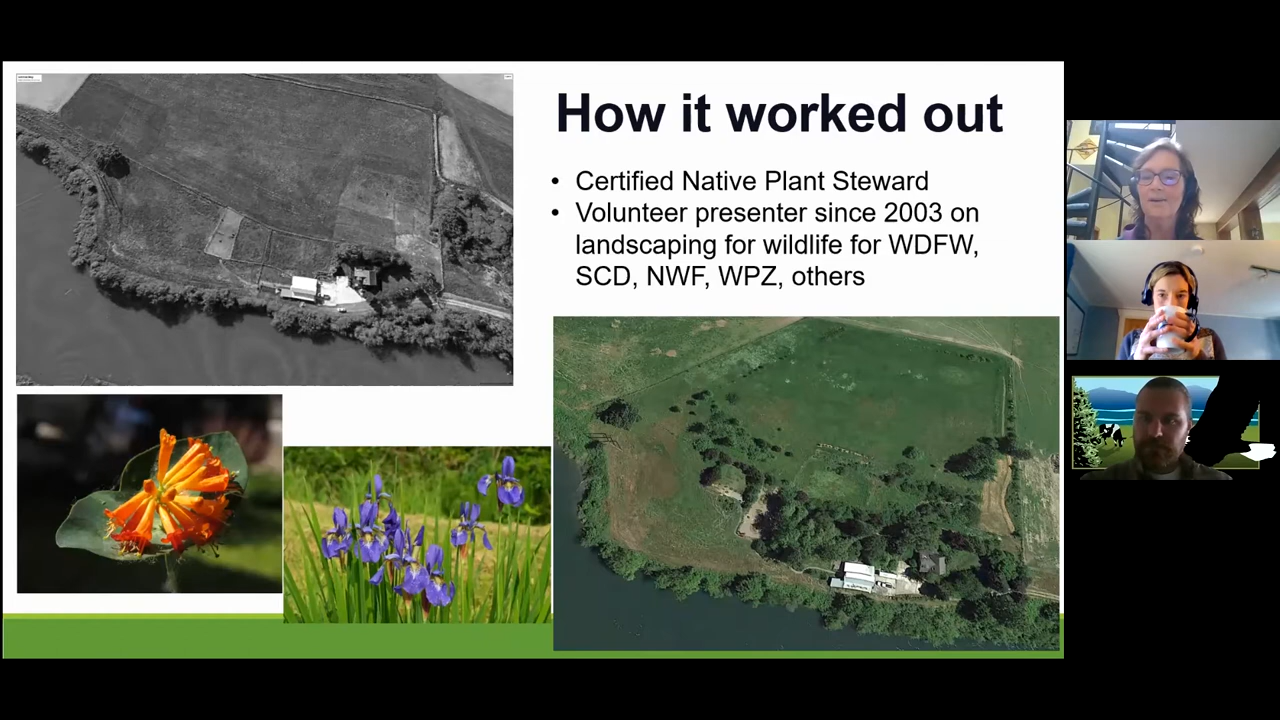 How it worked out
• Certified Native Plant Steward
• Volunteer presenter since 2003 on
landscaping for wildlife for WDFW,
SCD, NWF, WPZ, others